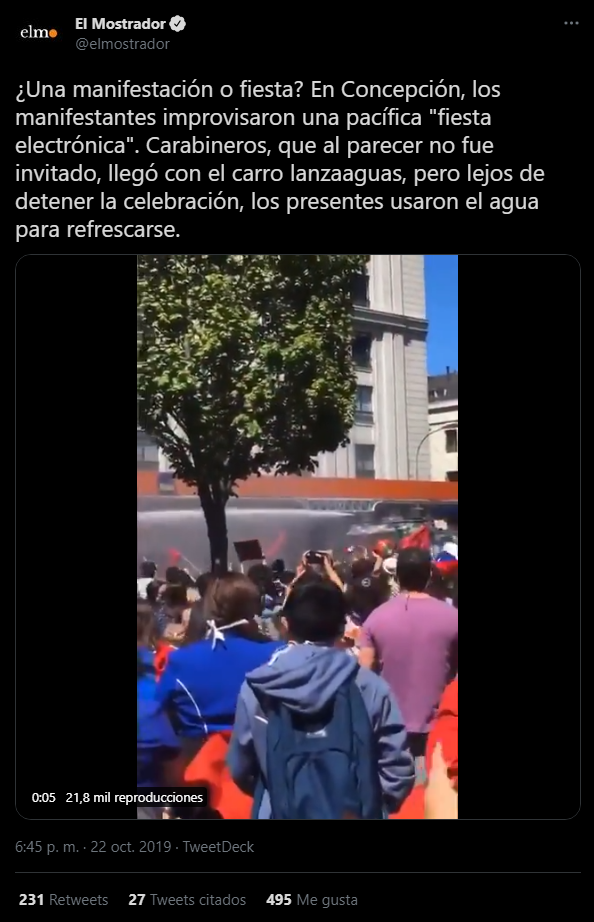 elmo
El Mostrador
@elmostrador
¿Una manifestación o fiesta? En Concepción, los
manifestantes improvisaron una pacífica "fiesta
electrónica". Carabineros, que al parecer no fue
invitado, llegó con el carro lanzaaguas, pero lejos de
detener la celebración, los presentes usaron el agua
para refrescarse.
0:05 21,8 mil reproducciones
6:45 p. m. · 22 oct. 2019 · TweetDeck
231 Retweets 27 Tweets citados 495 Me gusta